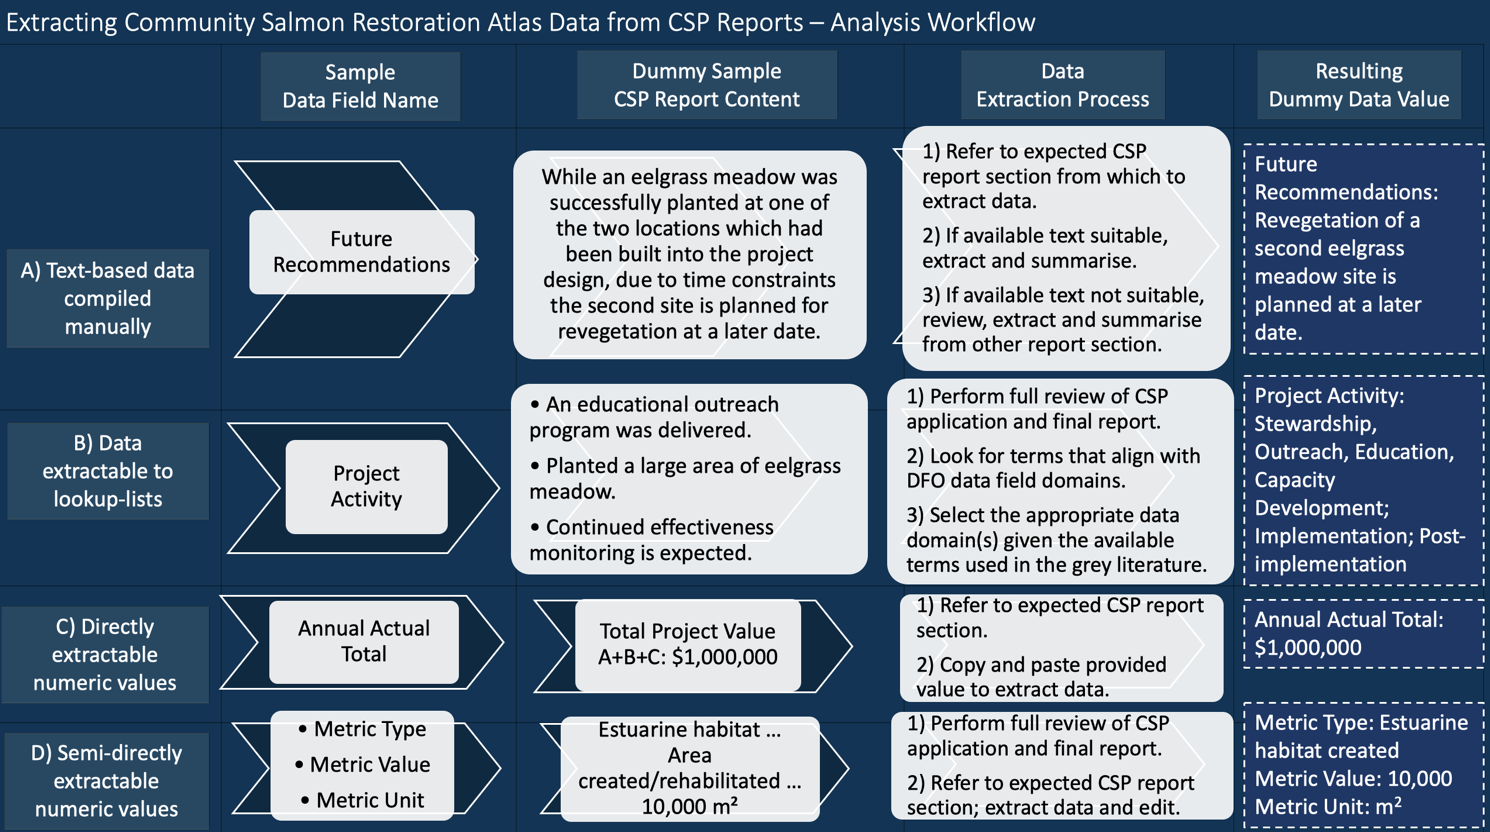 Extracting Community Salmon Restoration Atlas Data from CSP Reports – Analysis Workflow
Sample
Data Field Name
Dummy Sample
CSP Report Content
Data
Extraction Process
Resulting
Dummy Data Value
A) Text-based data
compiled
manually
Future
Recommendations
While an eelgrass meadow was
successfully planted at one of
the two locations which had
been built into the project
design, due to time constraints
the second site is planned for
revegetation at a later date.
1) Refer to expected CSP
report section from which to
extract data.
2) If available text suitable,
extract and summarise.
3) If available text not suitable,
review, extract and summarise
from other report section.
Future
Recommendations:
Revegetation of a
second eelgrass
meadow site is
planned at a later
date.
B) Data
extractable to
lookup-lists
Project
Activity
• An educational outreach
program was delivered.
• Planted a large area of eelgrass
meadow.
• Continued effectiveness
monitoring is expected.
1) Perform full review of CSP
application and final report.
2) Look for terms that align with
DFO data field domains.
3) Select the appropriate data
domain(s) given the available
terms used in the grey literature.
Project Activity:
Stewardship,
Outreach, Education,
Capacity
Development;
Implementation; Post-
implementation
C) Directly
extractable
numeric values
Annual Actual
Total
Total Project Value
A+B+C: $1,000,000
1) Refer to expected CSP report
section.
2) Copy and paste provided
value to extract data.
Annual Actual Total:
$1,000,000
D) Semi-directly
extractable
numeric values
• Metric Type
• Metric Value
• Metric Unit
Estuarine habitat ...
Area
created/rehabilitated ...
10,000 m²
1) Perform full review of CSP
application and final report.
2) Refer to expected CSP report
section; extract data and edit.
Metric Type: Estuarine
habitat created
Metric Value: 10,000
Metric Unit: m²